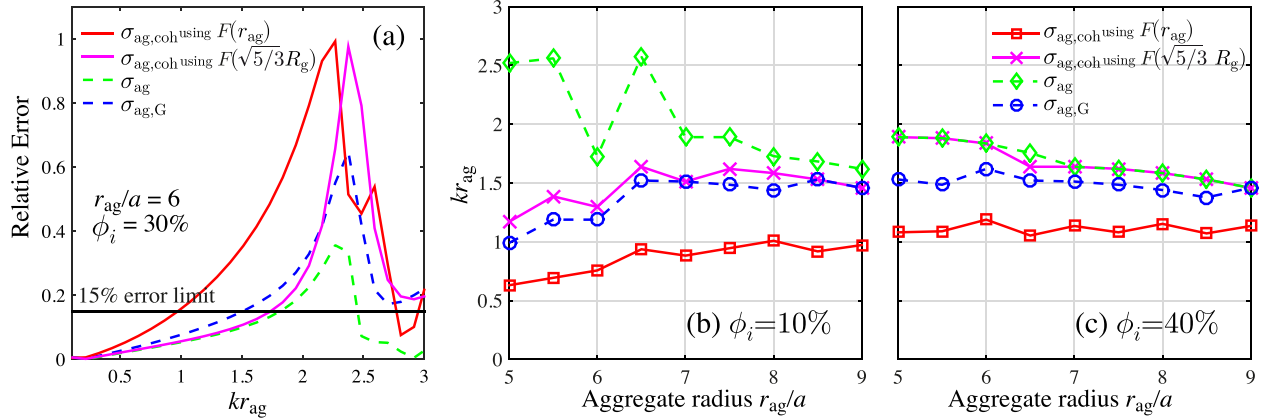 (a)
σag,coh using F(rag)
σag,coh using F(√5/3Rg)
σag
σag,G
rag/a = 6
ϕi = 30%
15% error limit
Relative Error
1
0.8
0.6
0.4
0.2
0
0.5
1
1.5
2
2.5
3
krag
3
2.5
2
1.5
1
0.5
0
krag
(b) ϕi=10%
5
6
7
8
9
Aggregate radius rag/a
σag,coh using F(rag)
σag,coh using F(√5/3 Rg)
σag
σag,G
(c) ϕi=40%
5
6
7
8
9
Aggregate radius rag/a